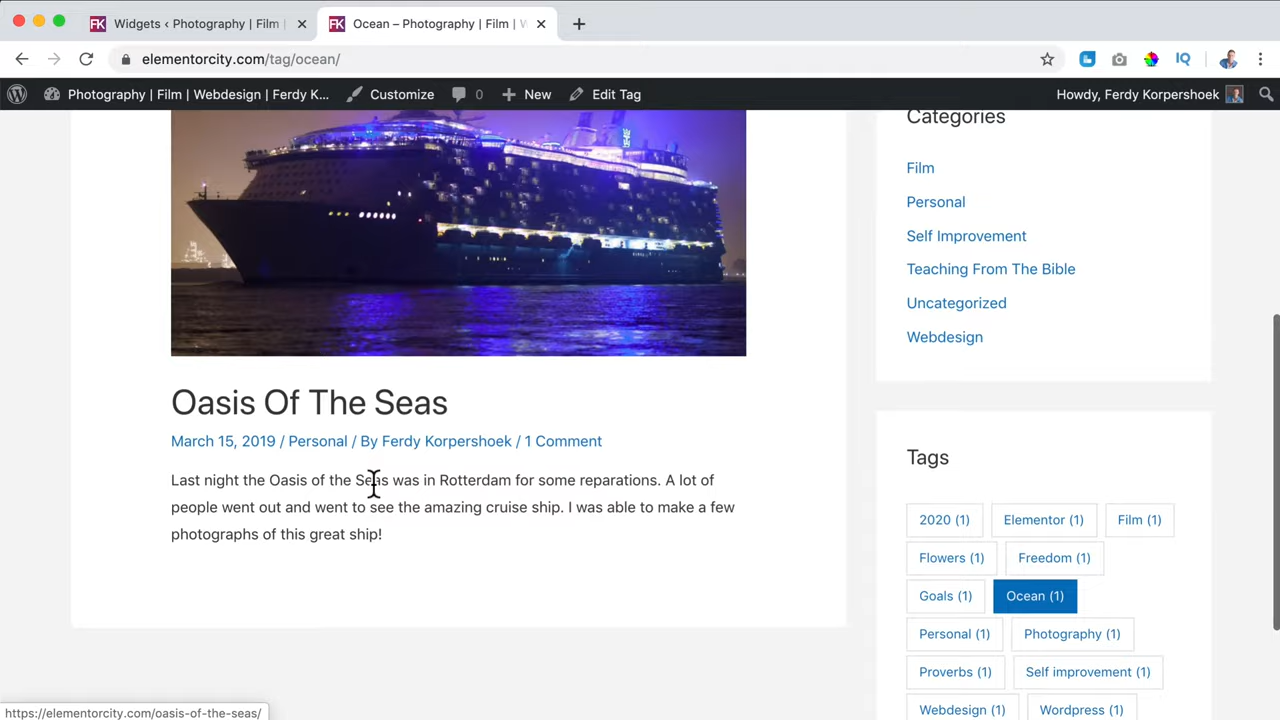 Widgets ‹ Photography | Film |
Ocean – Photography | Film | W
elementorcity.com/tag/ocean/
Photography | Film | Webdesign | Ferdy K...
Customize
0
New
Edit Tag
Howdy, Ferdy Korpershoek
Categories
Film
Personal
Self Improvement
Teaching From The Bible
Uncategorized
Webdesign
Oasis Of The Seas
March 15, 2019 / Personal / By Ferdy Korpershoek / 1 Comment
Last night the Oasis of the Seas was in Rotterdam for some reparations. A lot of
people went out and went to see the amazing cruise ship. I was able to make a few
photographs of this great ship!
Tags
2020 (1) Elementor (1) Film (1)
Flowers (1) Freedom (1)
Goals (1) Ocean (1)
Personal (1) Photography (1)
Proverbs (1) Self improvement (1)
Webdesign (1) Wordpress (1)
https://elementorcity.com/oasis-of-the-seas/